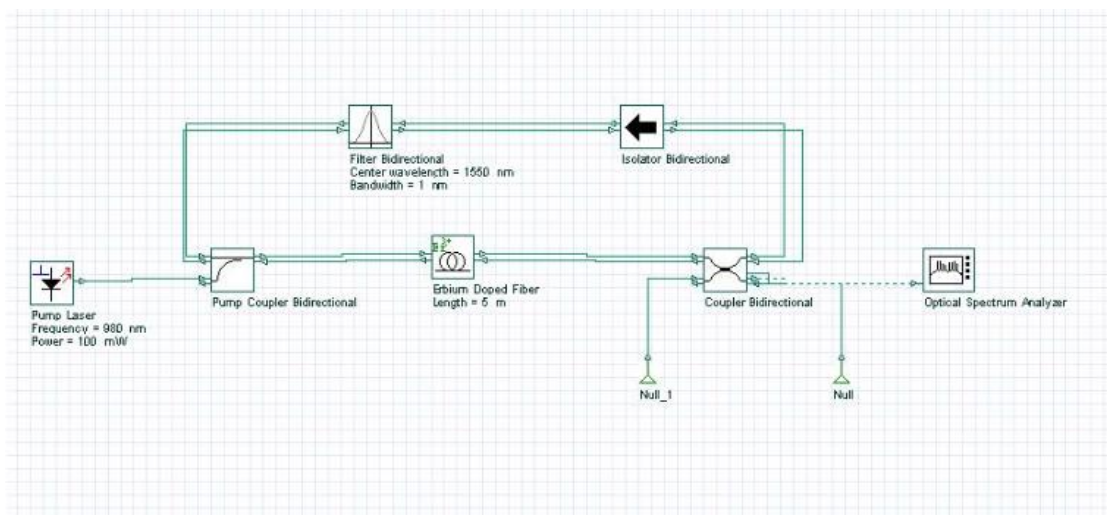 Filter Bidirectional
Center wavelength = 1550 nm
Bandwidth = 1 nm
Isolator Bidirectional
Pump Laser
Frequency = 980 nm
Power = 100 mW
Pump Coupler Bidirectional
Erbium Doped Fiber
Length = 5 m
Coupler Bidirectional
Optical Spectrum Analyzer
Null_1
Null